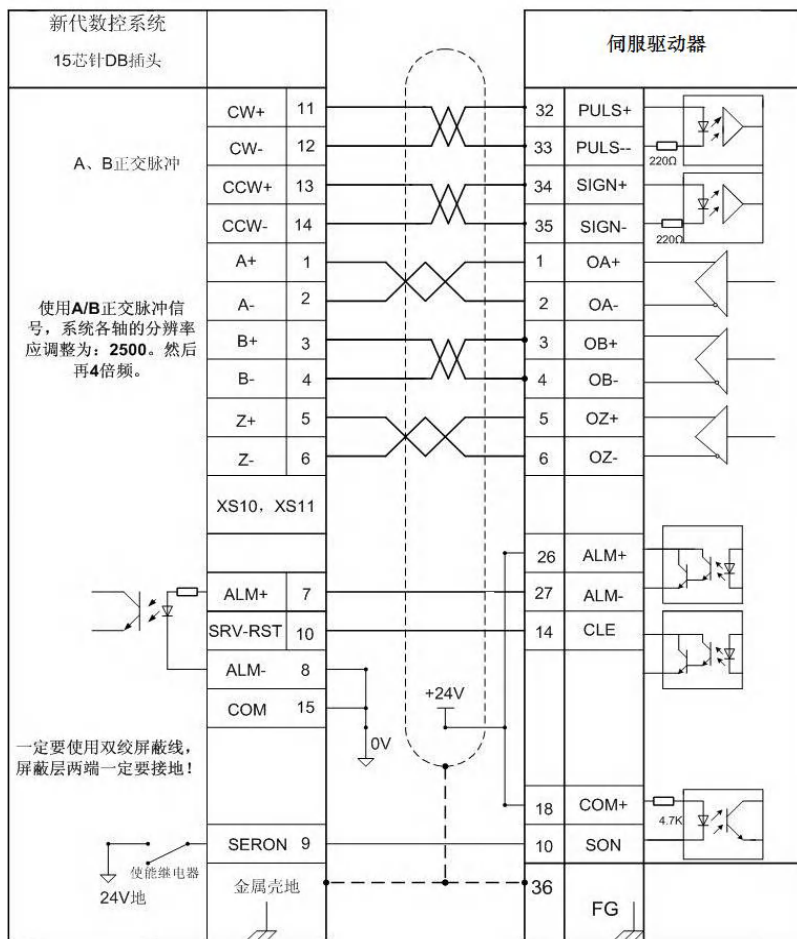 新代数控系统
15芯针DB插头
伺服驱动器
CW+ 11
32 PULS+
CW- 12
33 PULS--
220Ω
A、B正交脉冲
CCW+ 13
34 SIGN+
CCW- 14
35 SIGN-
220Ω
A+ 1
1 OA+
A- 2
2 OA-
使用A/B正交脉冲信
号，系统各轴的分辨率
应调整为：2500。然后
再4倍频。
B+ 3
3 OB+
B- 4
4 OB-
Z+ 5
5 OZ+
Z- 6
6 OZ-
XS10，XS11
26 ALM+
ALM+ 7
27 ALM-
SRV-RST 10
14 CLE
ALM- 8
COM 15
+24V
0V
一定要使用双绞屏蔽线，
屏蔽层两端一定要接地！
18 COM+
4.7K
SERON 9
10 SON
使能继电器
24V地
金属壳地
36
FG